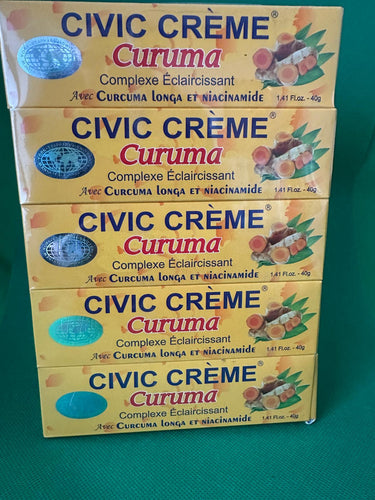 CIVIC CRÈME®
Curuma
Complexe Éclaircissant
Avec Curcuma longa et niacinamide
1.41 Fl.oz. - 40g
CIVIC CRÈME®
Curuma
Complexe Éclaircissant
Avec Curcuma longa et niacinamide
1.41 Fl.oz. - 40g
CIVIC CRÈME®
Curuma
Complexe Éclaircissant
Avec Curcuma longa et niacinamide
1.41 Fl.oz. - 40g
CIVIC CRÈME®
Curuma
Complexe Éclaircissant
Avec Curcuma longa et niacinamide
1.41 Fl.oz. - 40g
CIVIC CRÈME®
Curuma
Complexe Éclaircissant
Avec Curcuma longa et niacinamide
1.41 Fl.oz. - 40g